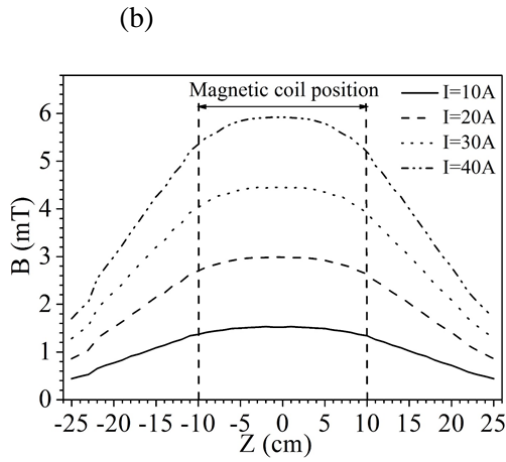 (b)
Magnetic coil position
I=10A
I=20A
I=30A
I=40A
B (mT)
6
5
4
3
2
1
0
-25 -20 -15 -10 -5 0 5 10 15 20 25
Z (cm)